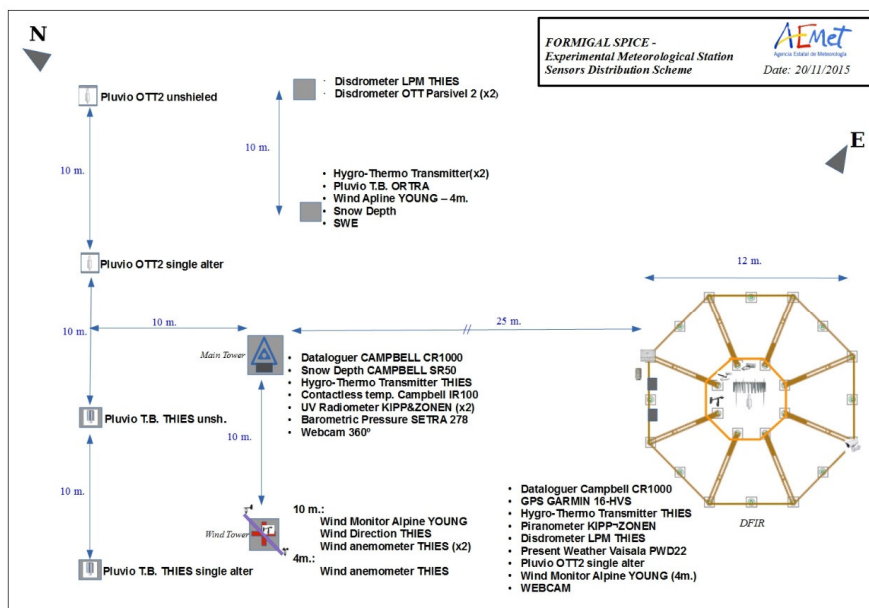 N
FORMIGAL SPICE -
Experimental Meteorological Station
Sensors Distribution Scheme
AEMet
Agencia Estatal de Meteorología
Date: 20/11/2015
Pluvio OTT2 unshieled
· Disdrometer LPM THIES
· Disdrometer OTT Parsivel 2 (x2)
10 m.
10 m.
E
• Hygro-Thermo Transmitter(x2)
• Pluvio T.B. ORTRA
• Wind Apline YOUNG – 4m.
• Snow Depth
• SWE
Pluvio OTT2 single alter
12 m.
10 m.
10 m.
25 m.
Main Tower
• Dataloguer CAMPBELL CR1000
• Snow Depth CAMPBELL SR50
• Hygro-Thermo Transmitter THIES
• Contactless temp. Campbell IR100
• UV Radiometer KIPP&ZONEN (x2)
• Barometric Pressure SETRA 278
• Webcam 360º
Pluvio T.B. THIES unsh.
10 m.
10 m.
Wind Tower
10 m.:
Wind Monitor Alpine YOUNG
Wind Direction THIES
Wind anemometer THIES (x2)
4m.:
Wind anemometer THIES
Pluvio T.B. THIES single alter
• Dataloguer Campbell CR1000
• GPS GARMIN 16-HVS
• Hygro-Thermo Transmitter THIES
• Piranometer KIPP¬ZONEN
• Disdrometer LPM THIES
• Present Weather Vaisala PWD22
• Pluvio OTT2 single alter
• Wind Monitor Alpine YOUNG (4m.)
• WEBCAM
DFIR